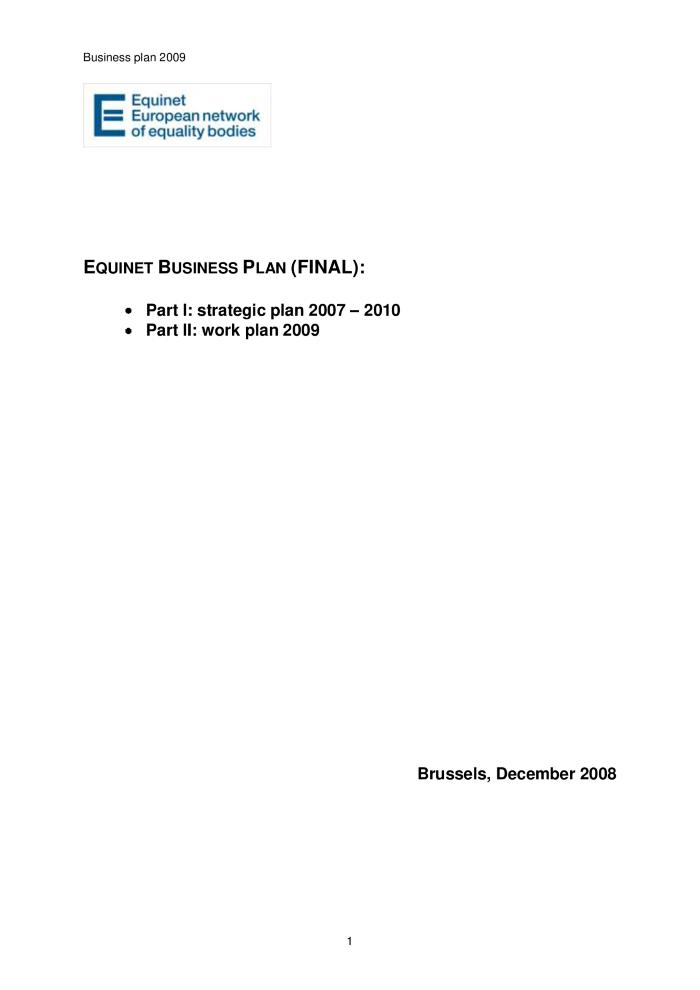 Business plan 2009
Equinet
European network
of equality bodies
EQUINET BUSINESS PLAN (FINAL):
• Part I: strategic plan 2007 – 2010
• Part II: work plan 2009
Brussels, December 2008
1